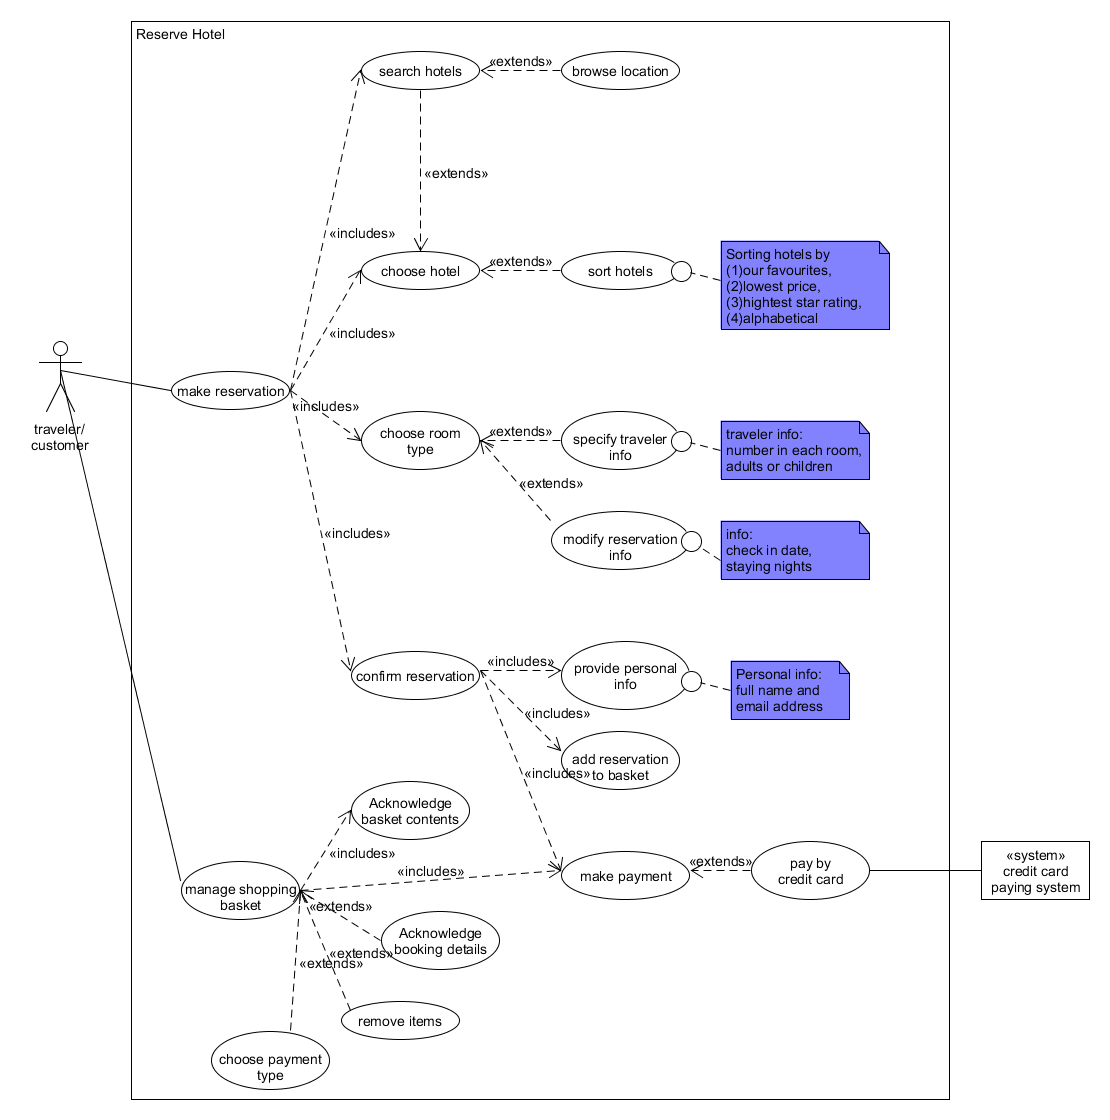 Reserve Hotel
search hotels
«extends»
browse location
«extends»
«includes»
choose hotel
«extends»
sort hotels
Sorting hotels by
(1)our favourites,
(2)lowest price,
(3)hightest star rating,
(4)alphabetical
«includes»
traveler/
customer
make reservation
«includes»
choose room
type
«extends»
specify traveler
info
traveler info:
number in each room,
adults or children
«extends»
modify reservation
info
info:
check in date,
staying nights
«includes»
confirm reservation
«includes»
provide personal
info
Personal info:
full name and
email address
«includes»
add reservation
to basket
«includes»
Acknowledge
basket contents
«includes»
manage shopping
basket
«includes»
make payment
«extends»
pay by
credit card
«system»
credit card
paying system
«extends»
Acknowledge
booking details
«extends»
«extends»
remove items
choose payment
type